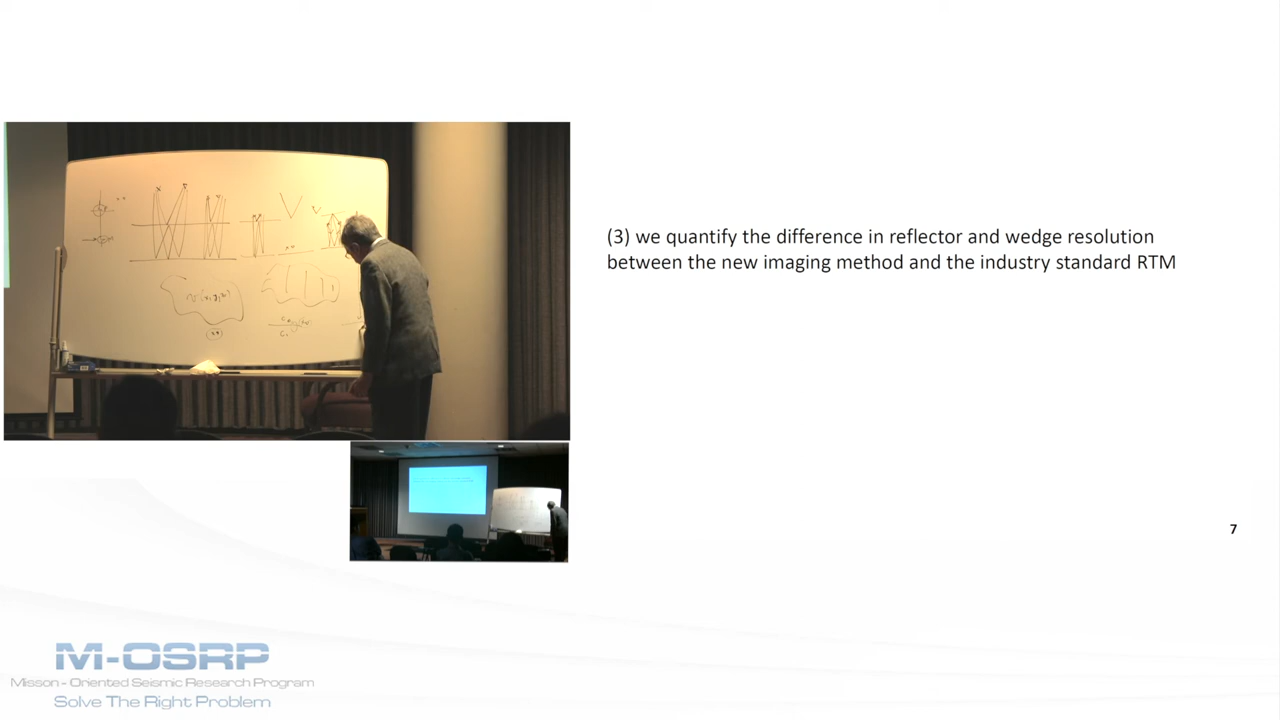 (3) we quantify the difference in reflector and wedge resolution
between the new imaging method and the industry standard RTM
7
M-OSRP
Misson - Oriented Seismic Research Program
Solve The Right Problem